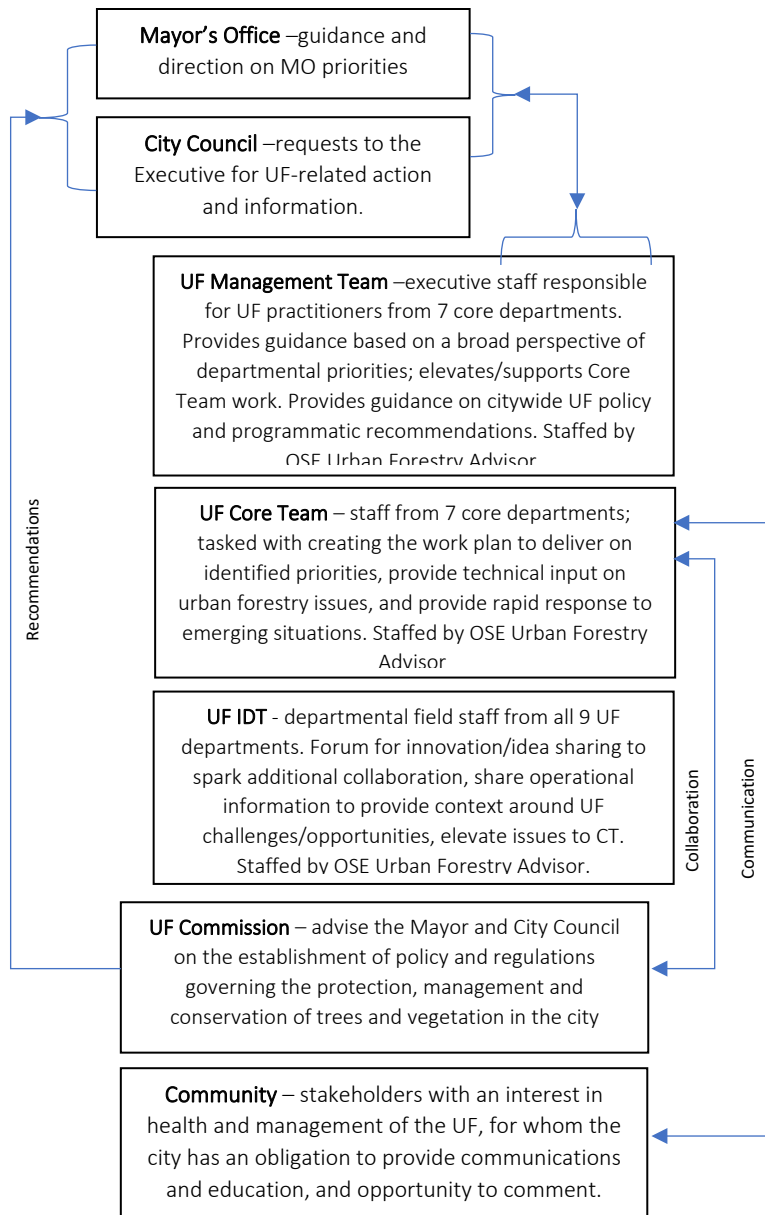 Mayor's Office –guidance and
direction on MO priorities
City Council –requests to the
Executive for UF-related action
and information.
UF Management Team –executive staff responsible
for UF practitioners from 7 core departments.
Provides guidance based on a broad perspective of
departmental priorities; elevates/supports Core
Team work. Provides guidance on citywide UF policy
and programmatic recommendations. Staffed by
OSE Urban Forestry Advisor
UF Core Team – staff from 7 core departments;
tasked with creating the work plan to deliver on
identified priorities, provide technical input on
urban forestry issues, and provide rapid response to
emerging situations. Staffed by OSE Urban Forestry
Advisor
UF IDT - departmental field staff from all 9 UF
departments. Forum for innovation/idea sharing to
spark additional collaboration, share operational
information to provide context around UF
challenges/opportunities, elevate issues to CT.
Staffed by OSE Urban Forestry Advisor.
UF Commission – advise the Mayor and City Council
on the establishment of policy and regulations
governing the protection, management and
conservation of trees and vegetation in the city
Community – stakeholders with an interest in
health and management of the UF, for whom the
city has an obligation to provide communications
and education, and opportunity to comment.
Recommendations
Collaboration
Communication